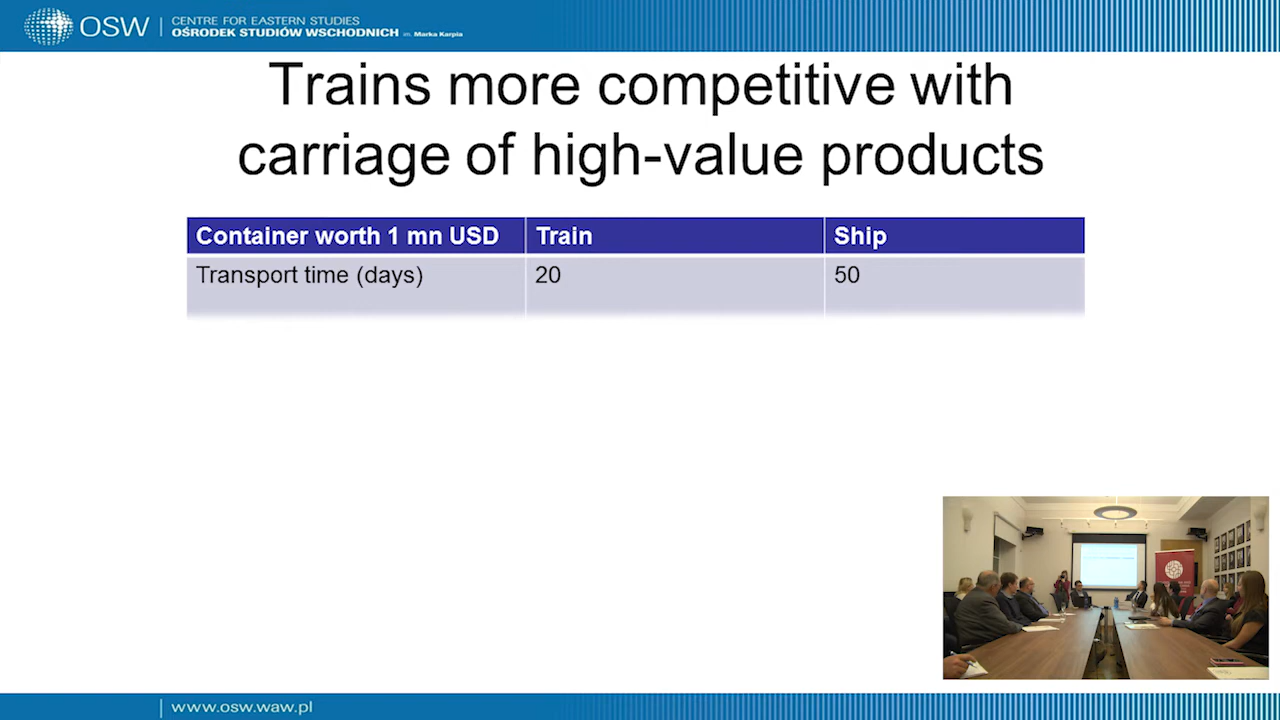 OSW
CENTRE FOR EASTERN STUDIES
OŚRODEK STUDIÓW WSCHODNICH im. Marka Karpia
Trains more competitive with
carriage of high-value products
Container worth 1 mn USD Train Ship
Transport time (days) 20 50
www.osw.waw.pl